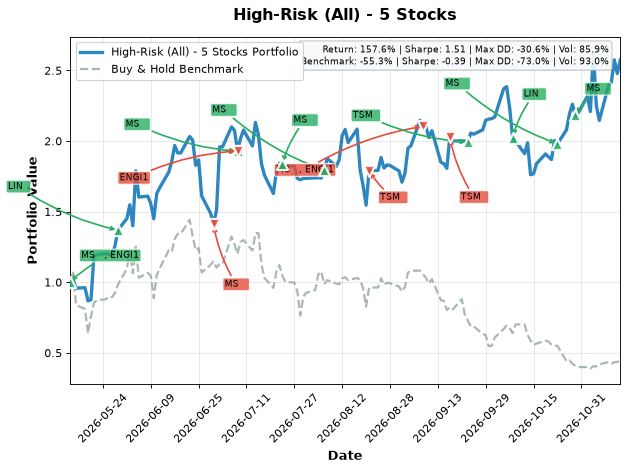 High-Risk (All) - 5 Stocks
High-Risk (All) - 5 Stocks Portfolio
Buy & Hold Benchmark
Return: 157.6% | Sharpe: 1.51 | Max DD: -30.6% | Vol: 85.9%
Benchmark: -55.3% | Sharpe: -0.39 | Max DD: -73.0% | Vol: 93.0%
2.5
2.0
1.5
1.0
0.5
Portfolio Value
LIN
MS
ENGI1
MS
ENGI1
MS
MS
MS
ENGI1
MS
TSM
TSM
MS
TSM
LIN
MS
2026-05-24
2026-06-09
2026-06-25
2026-07-11
2026-07-27
2026-08-12
2026-08-28
2026-09-13
2026-09-29
2026-10-15
2026-10-31
Date